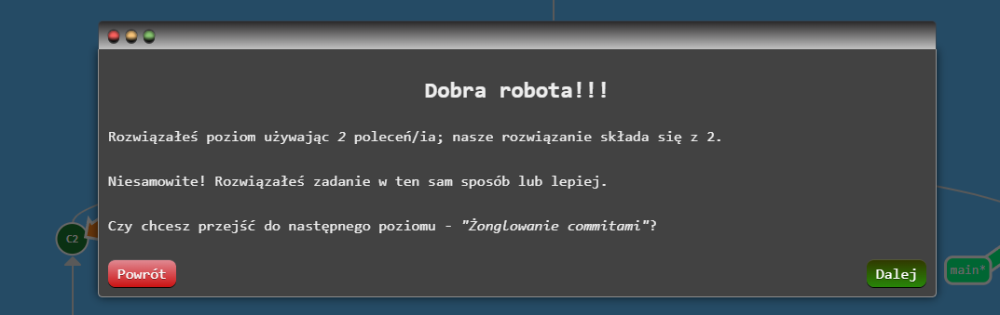 Dobra robota!!!
Rozwiązałeś poziom używając 2 poleceń/ia; nasze rozwiązanie składa się z 2.
Niesamowite! Rozwiązałeś zadanie w ten sam sposób lub lepiej.
Czy chcesz przejść do następnego poziomu - "Żonglowanie commitami"?
C2
main*
Powrót
Dalej